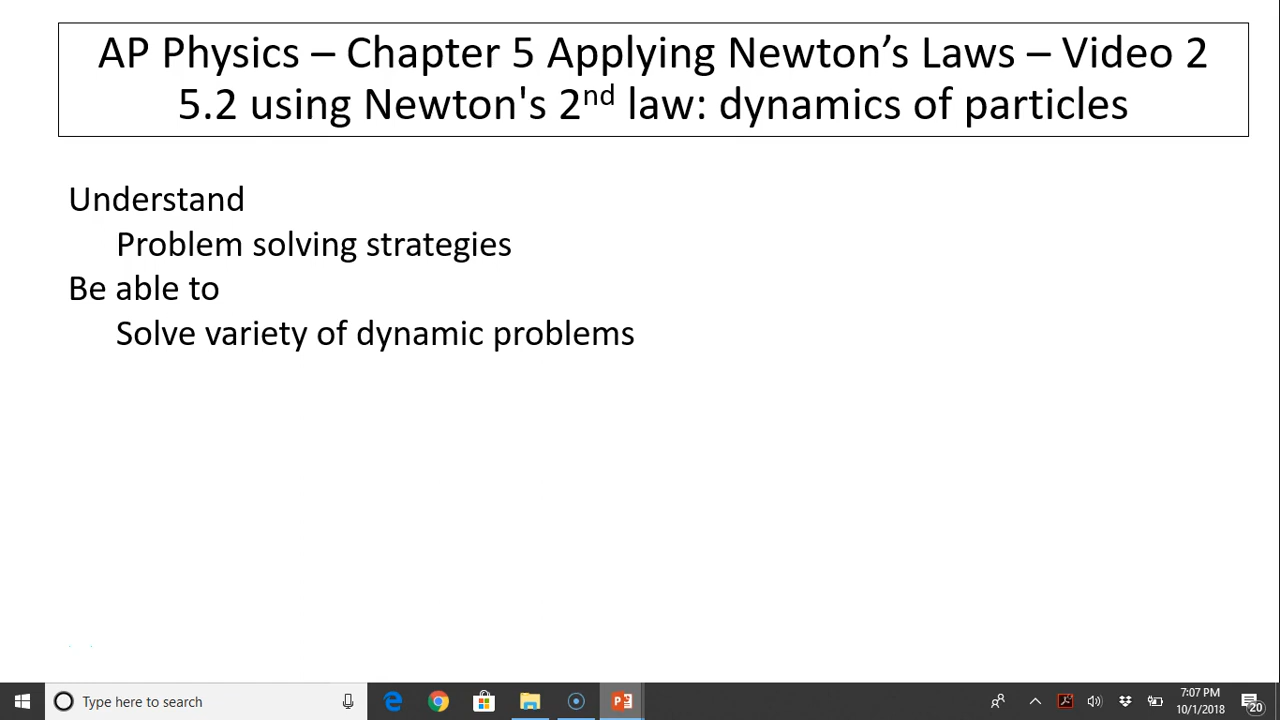 AP Physics – Chapter 5 Applying Newton’s Laws – Video 2
5.2 using Newton's 2nd law: dynamics of particles
Understand
Problem solving strategies
Be able to
Solve variety of dynamic problems
Type here to search
7:07 PM
10/1/2018
20